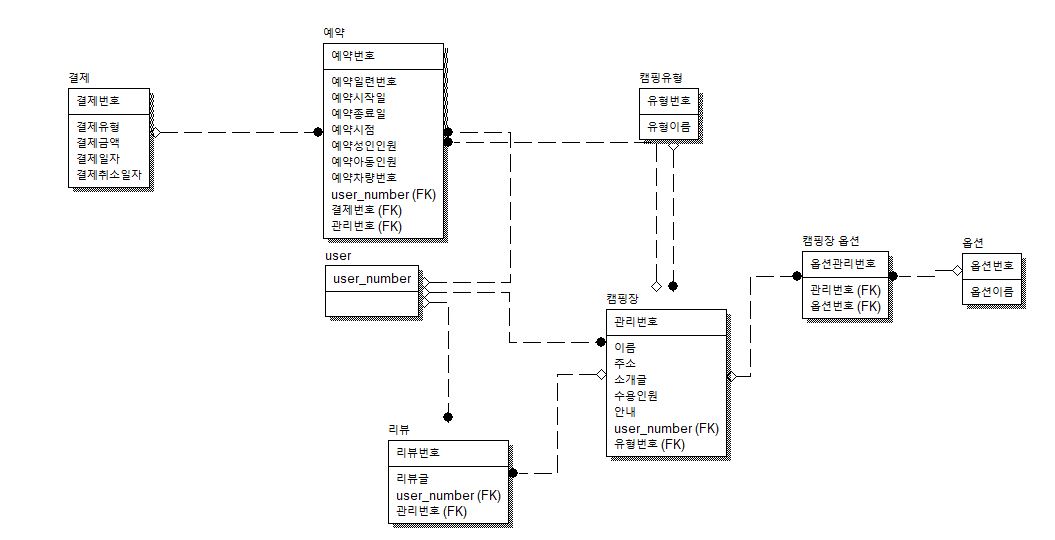 결제
결제번호
결제유형
결제금액
결제일자
결제취소일자
예약
예약번호
예약일련번호
예약시작일
예약종료일
예약시점
예약성인인원
예약아동인원
예약차량번호
user_number (FK)
결제번호 (FK)
관리번호 (FK)
캠핑유형
유형번호
유형이름
user
user_number
캠핑장
관리번호
이름
주소
소개글
수용인원
안내
user_number (FK)
유형번호 (FK)
캠핑장 옵션
옵션관리번호
관리번호 (FK)
옵션번호 (FK)
옵션
옵션번호
옵션이름
리뷰
리뷰번호
리뷰글
user_number (FK)
관리번호 (FK)